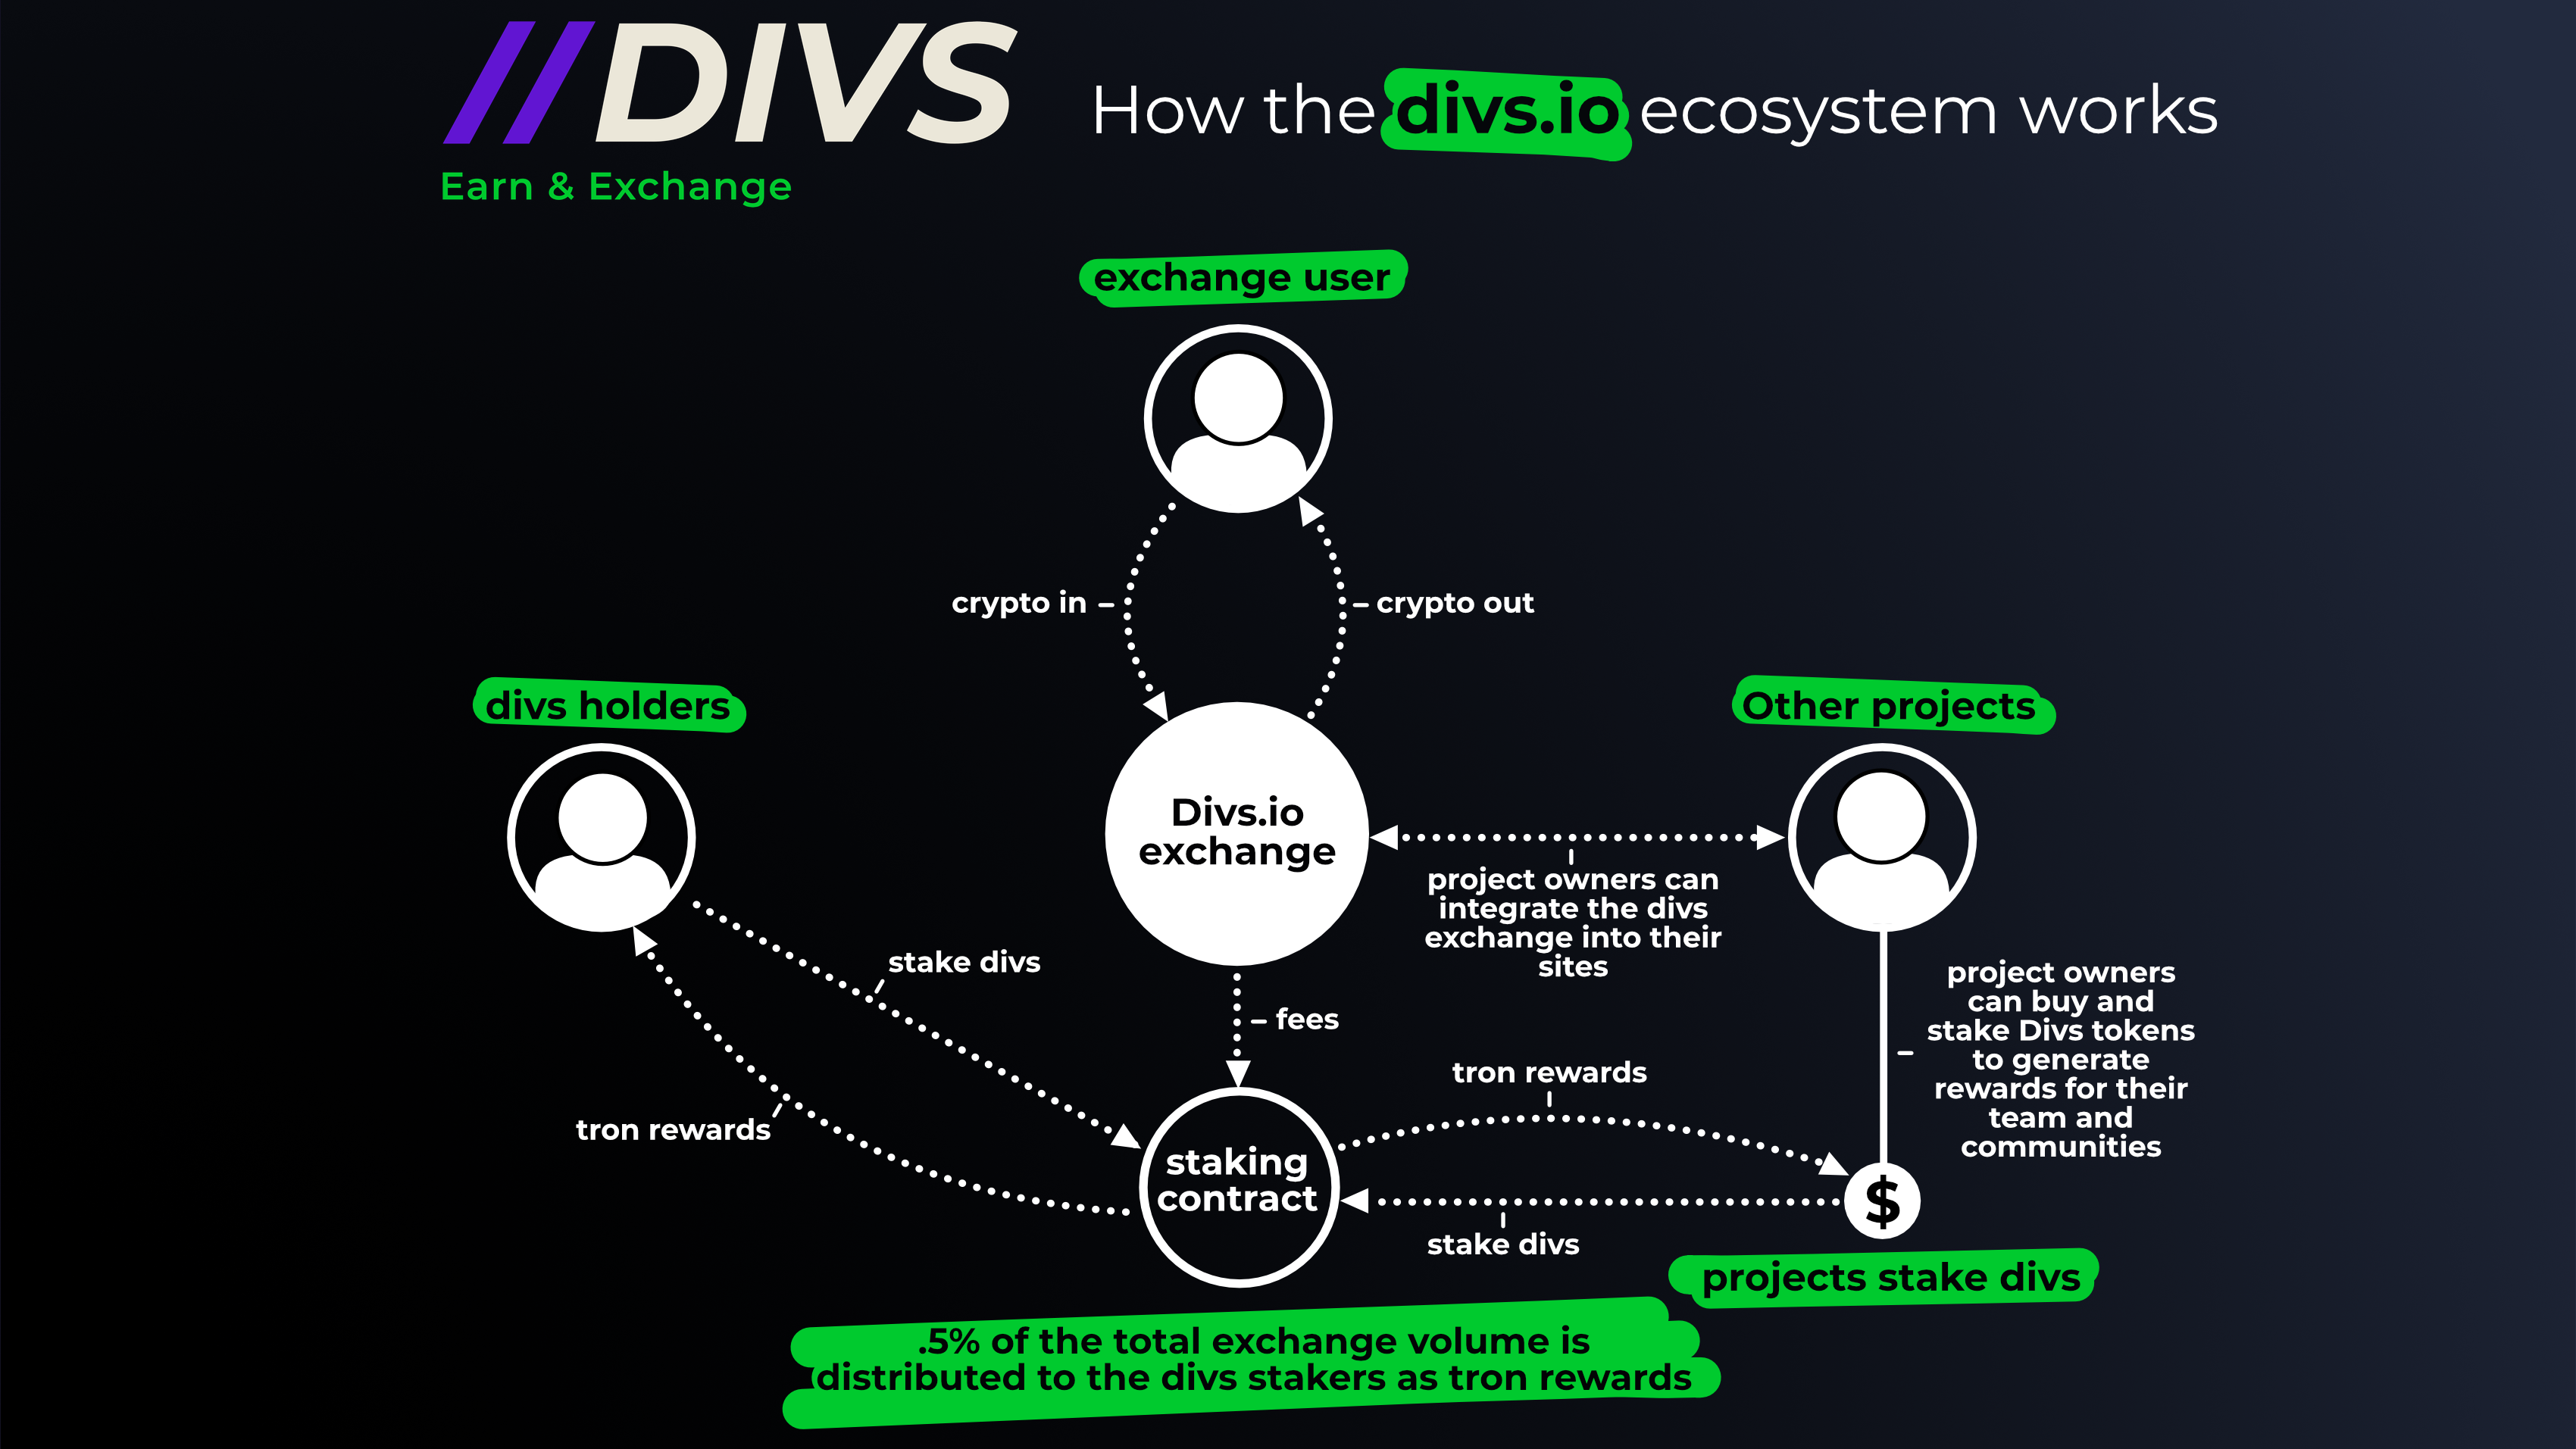 //DIVS
Earn & Exchange
How the divs.io ecosystem works
exchange user
crypto in
crypto out
divs holders
Other projects
Divs.io
exchange
project owners can
integrate the divs
exchange into their
sites
stake divs
fees
tron rewards
project owners
can buy and
stake Divs tokens
to generate
rewards for their
team and
communities
tron rewards
staking
contract
$
stake divs
projects stake divs
.5% of the total exchange volume is
distributed to the divs stakers as tron rewards